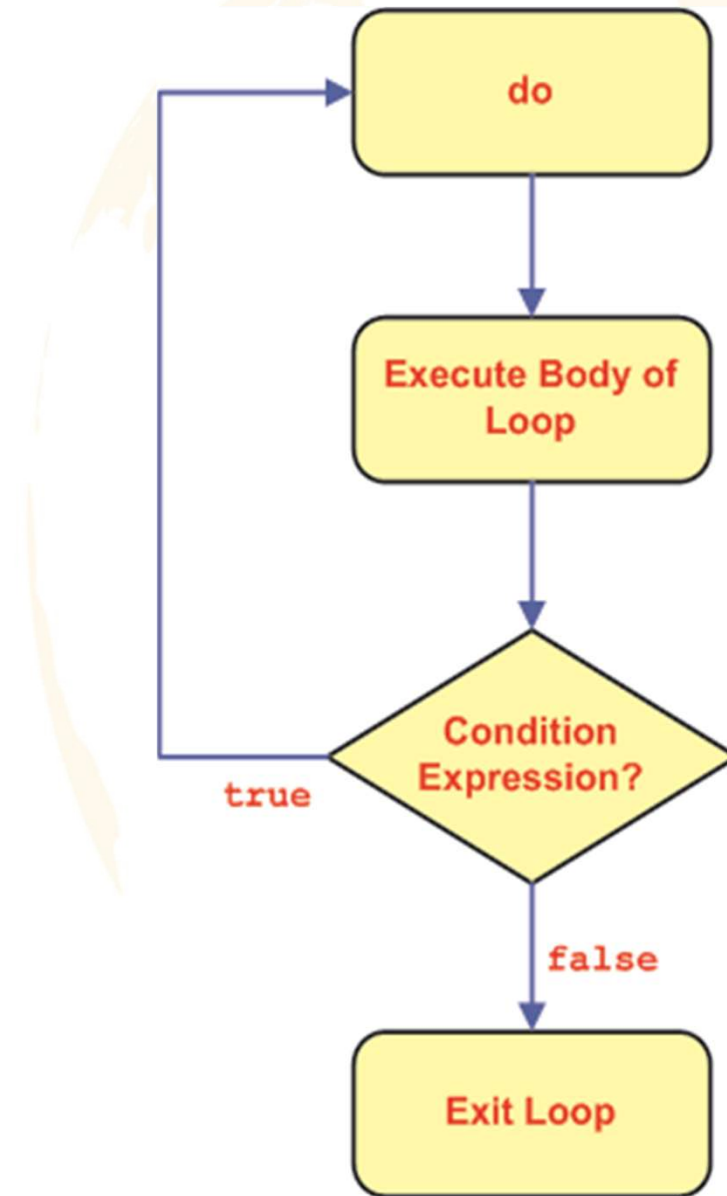 do
Execute Body of
Loop
Condition
Expression?
true
false
Exit Loop